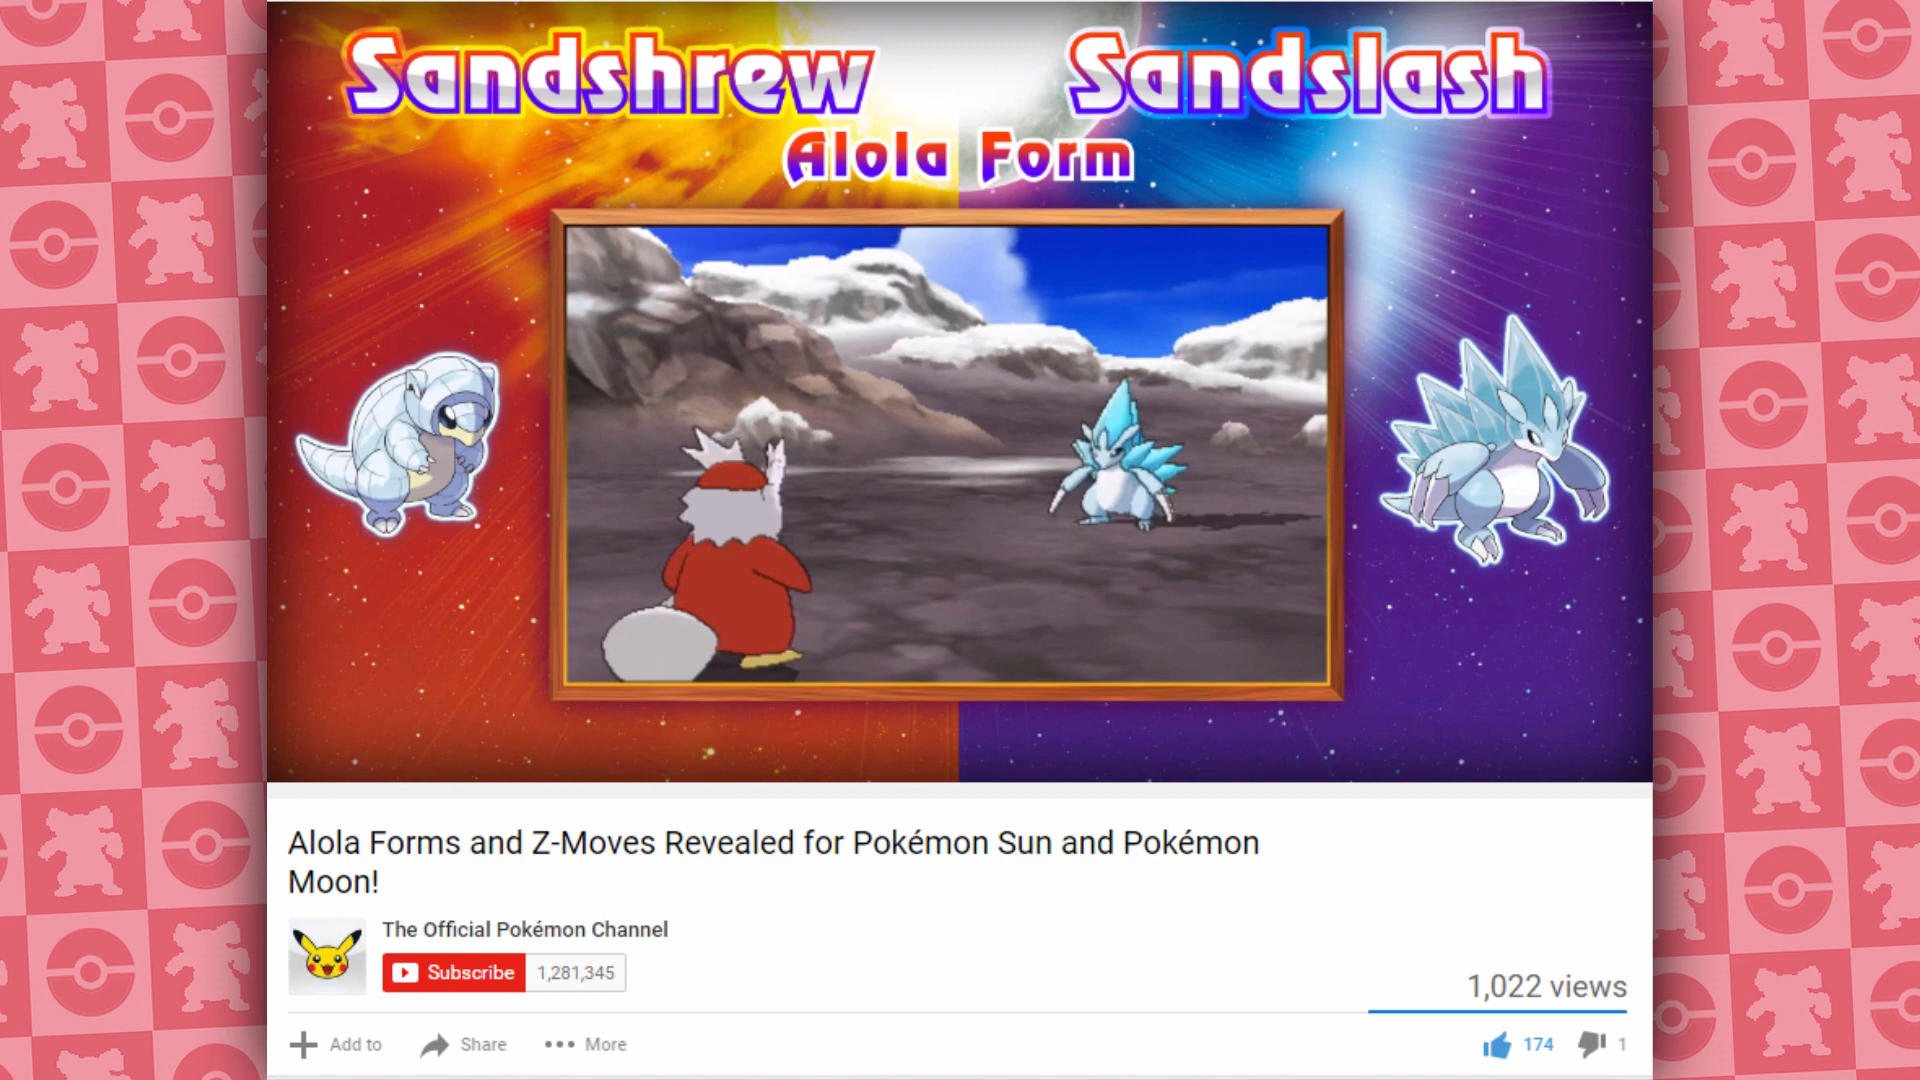 Sandshrew Sandslash
Alola Form
Alola Forms and Z-Moves Revealed for Pokémon Sun and Pokémon
Moon!
The Official Pokémon Channel
Subscribe 1,281,345
1,022 views
Add to Share More 174 1